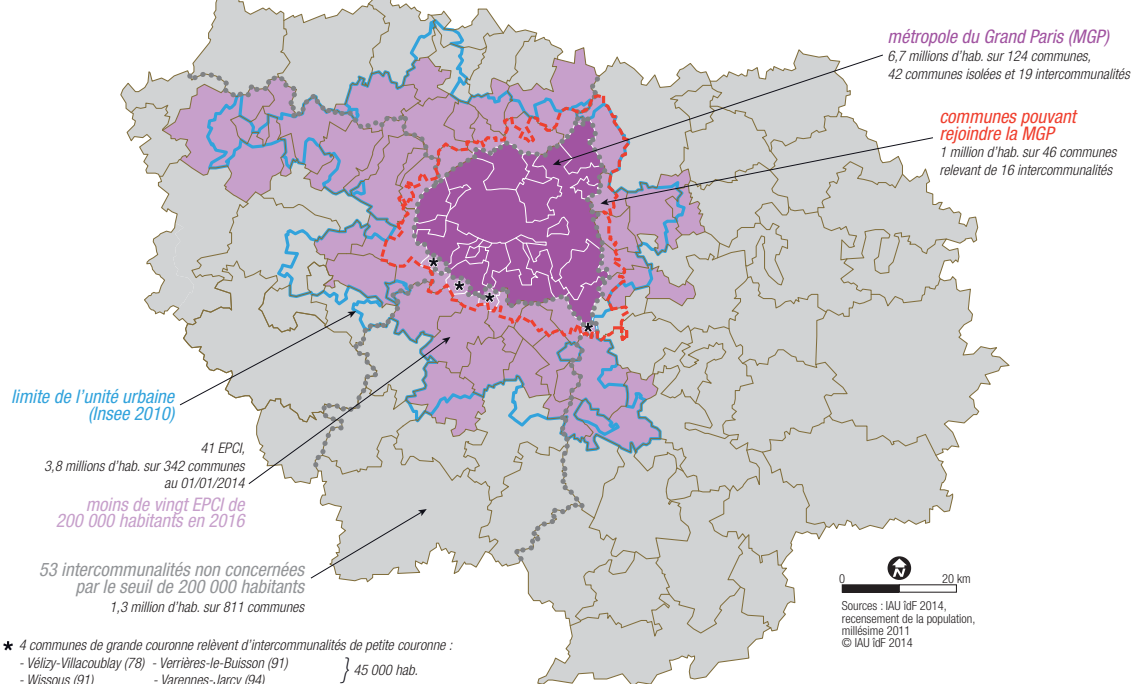 métropole du Grand Paris (MGP)
6,7 millions d'hab. sur 124 communes,
42 communes isolées et 19 intercommunalités
communes pouvant
rejoindre la MGP
1 million d'hab. sur 46 communes
relevant de 16 intercommunalités
limite de l'unité urbaine
(Insee 2010)
41 EPCI,
3,8 millions d'hab. sur 342 communes
au 01/01/2014
moins de vingt EPCI de
200 000 habitants en 2016
53 intercommunalités non concernées
par le seuil de 200 000 habitants
1,3 million d'hab. sur 811 communes
N
0 20 km
Sources : IAU îdF 2014,
recensement de la population,
millésime 2011
© IAU îdF 2014
* 4 communes de grande couronne relèvent d'intercommunalités de petite couronne :
- Vélizy-Villacoublay (78) - Verrières-le-Buisson (91)
- Wissous (91) - Varennes-Jarcy (94)
} 45 000 hab.